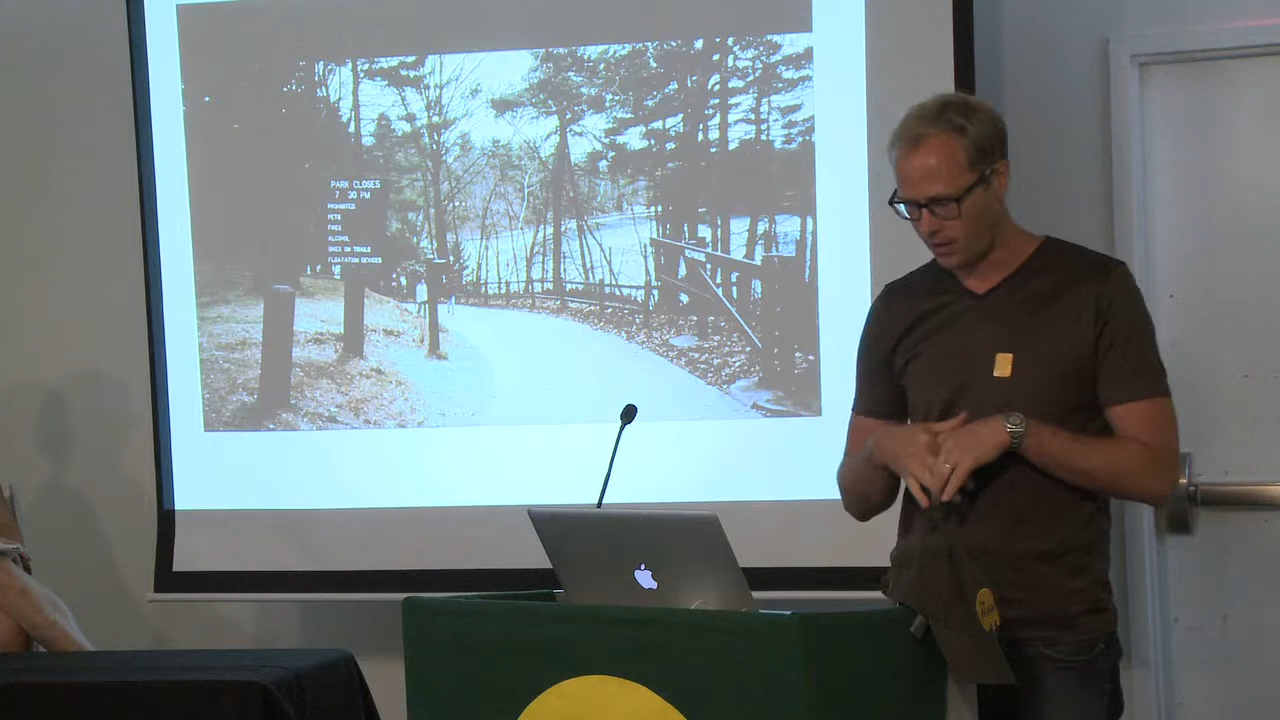 PARK CLOSES
7 30 PM
PROHIBITED
PETS
FIRES
ALCOHOL
BIKES ON TRAILS
FLOATATION DEVICES